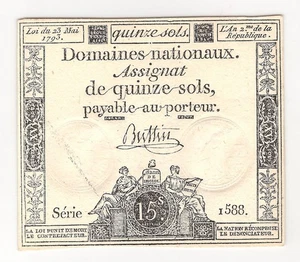 Loi du 23 Mai
1793.
quinze sols.
L'An 2.me de la
République.
Domaines nationaux.
Assignat
de quinze sols,
payable au porteur.
Buttin
15
Série
1588.
LA LOI PUNIT DE MORT
LE CONTREFACTEUR.
LA NATION RÉCOMPENSE
LE DÉNONCIATEUR.